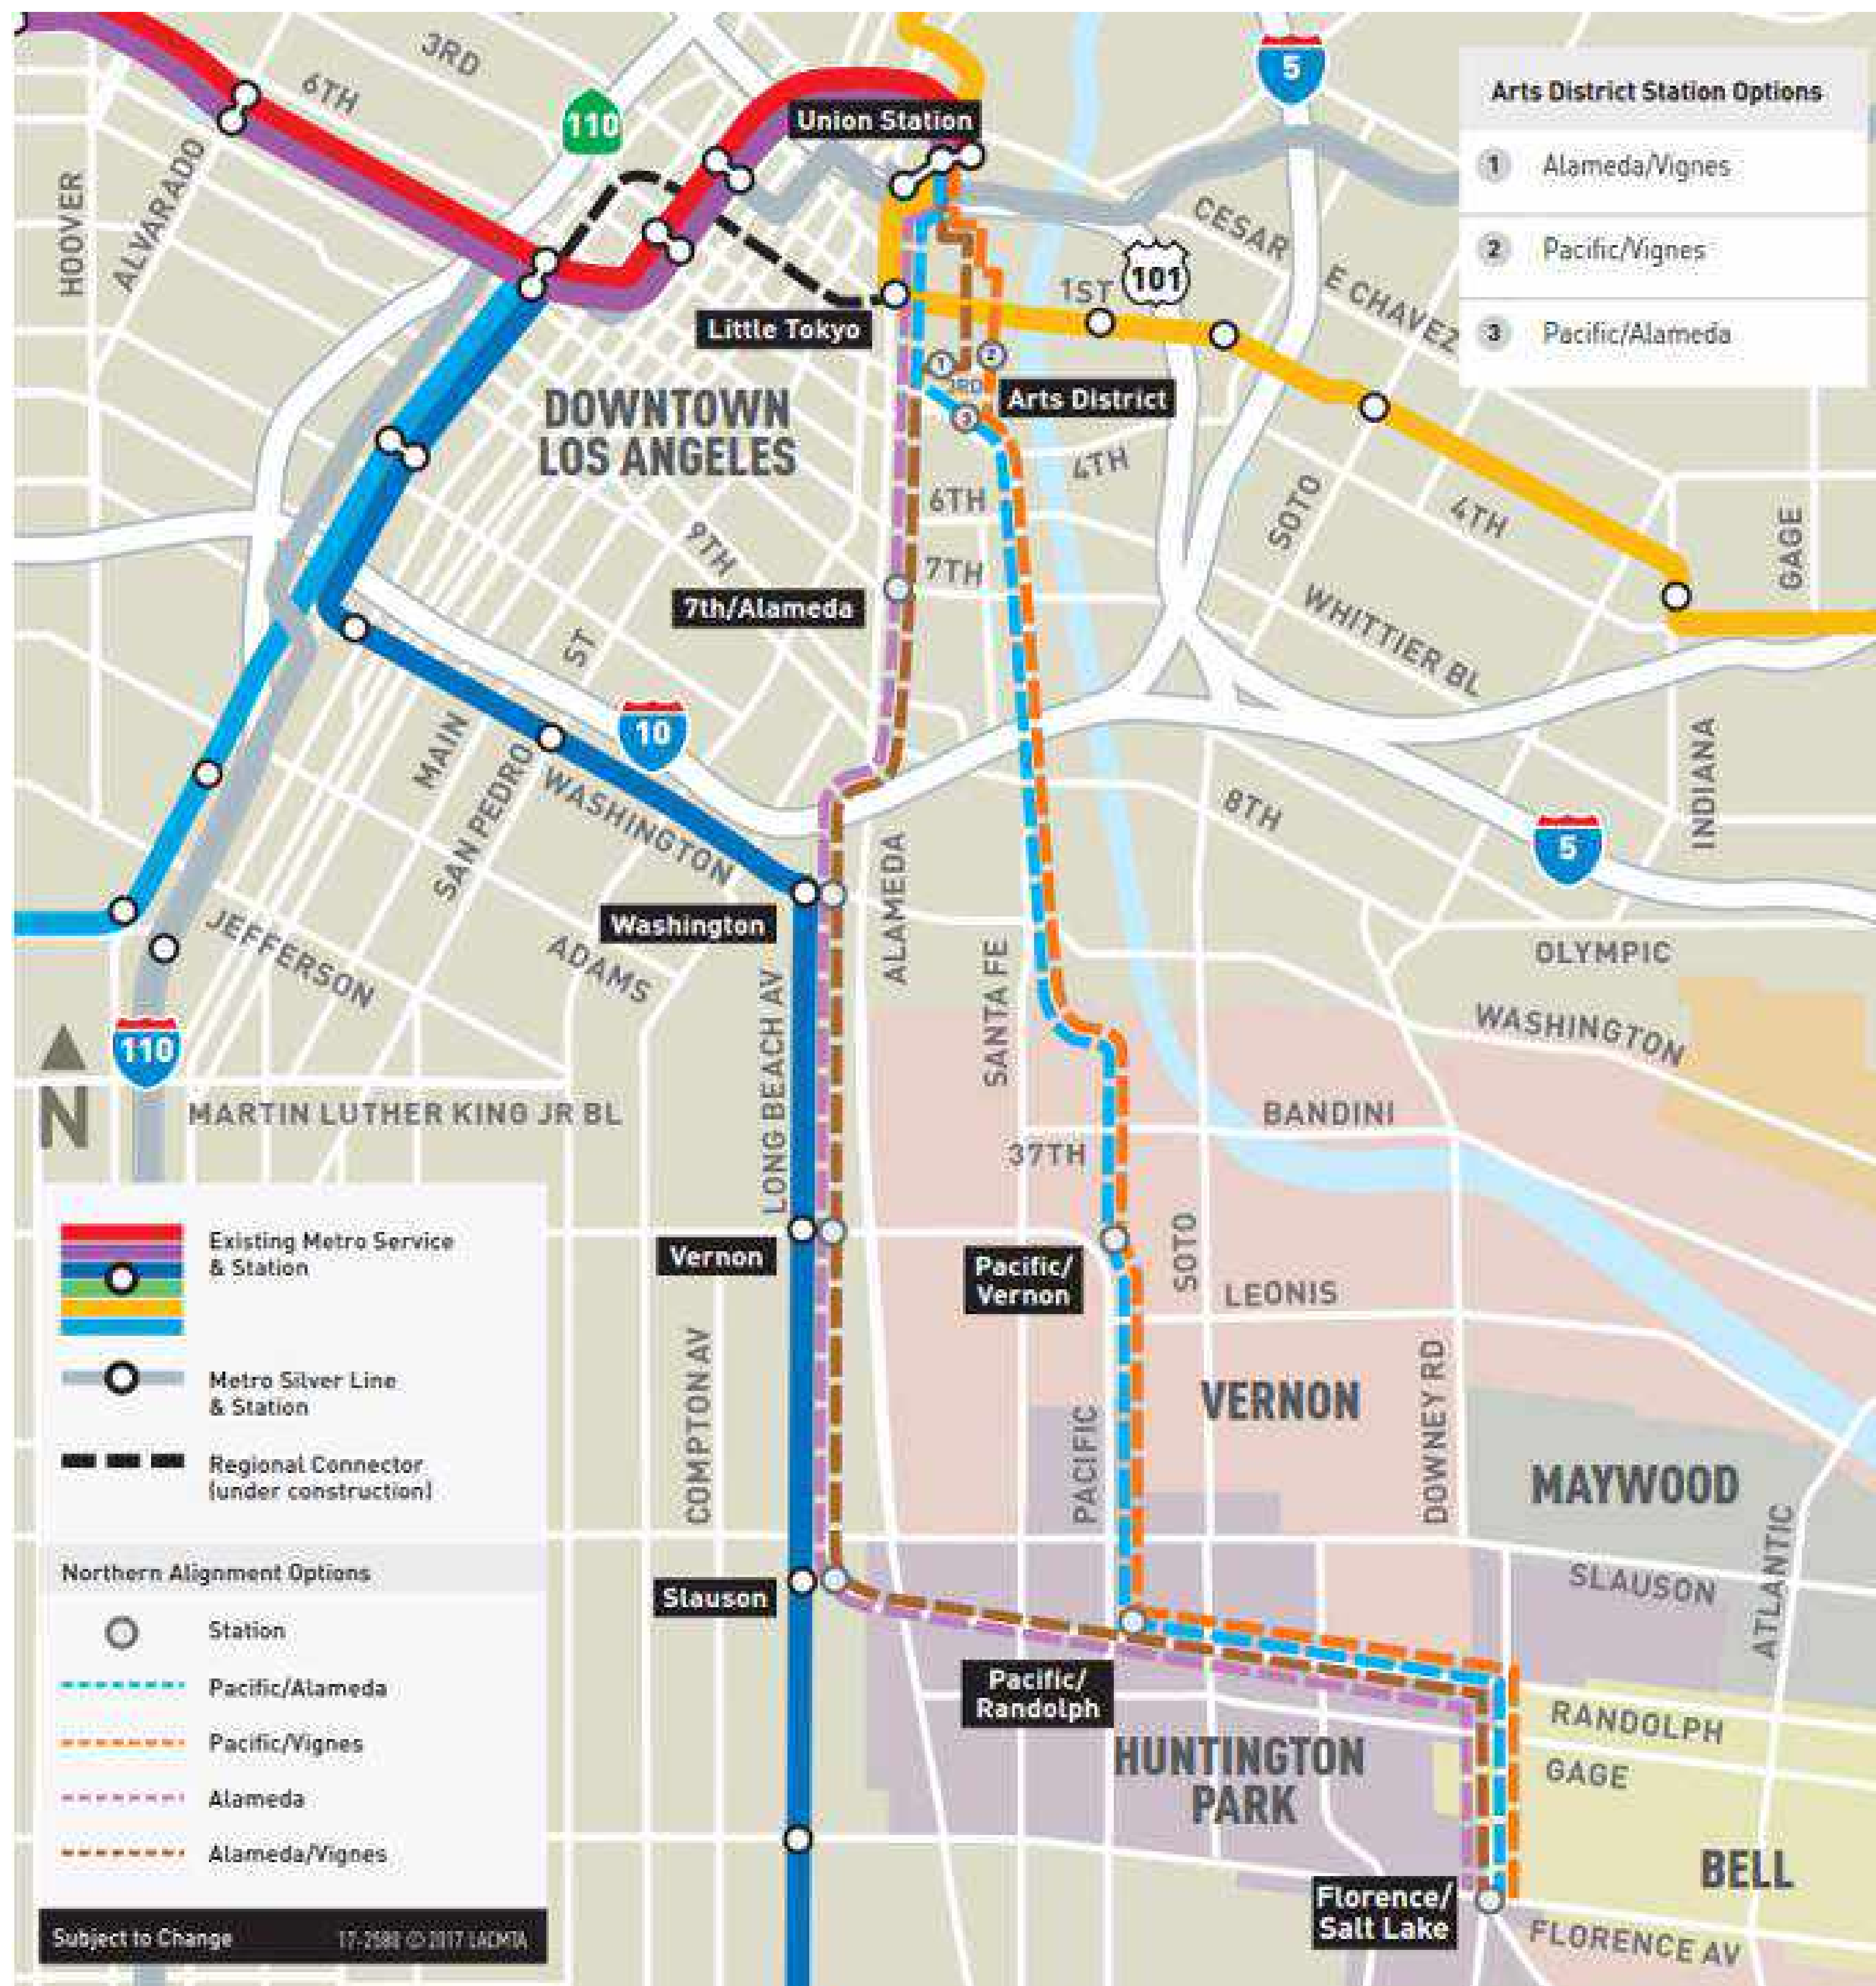 3RD
6TH
110
Union Station
5
Arts District Station Options
1 Alameda/Vignes
2 Pacific/Vignes
3 Pacific/Alameda
HOOVER
ALVARADO
CESAR
E CHAVEZ
101
1ST
Little Tokyo
1
2
3RD
3
Arts District
DOWNTOWN
LOS ANGELES
4TH
6TH
SOTO
4TH
GAGE
9TH
7TH
7th/Alameda
WHITTIER BL
ST
10
MAIN
SAN PEDRO
WASHINGTON
8TH
INDIANA
5
ALAMEDA
Washington
JEFFERSON
ADAMS
OLYMPIC
SANTA FE
LONG BEACH AV
WASHINGTON
110
N
MARTIN LUTHER KING JR BL
BANDINI
37TH
Existing Metro Service
& Station
Vernon
Pacific/
Vernon
SOTO
LEONIS
Metro Silver Line
& Station
COMPTON AV
PACIFIC
VERNON
DOWNEY RD
MAYWOOD
Regional Connector
(under construction)
ATLANTIC
Northern Alignment Options
Slauson
SLAUSON
Station
Pacific/Alameda
Pacific/Vignes
Alameda
Alameda/Vignes
Pacific/
Randolph
RANDOLPH
HUNTINGTON
PARK
GAGE
BELL
Florence/
Salt Lake
FLORENCE AV
Subject to Change
17-2580 © 2017 LACMTA